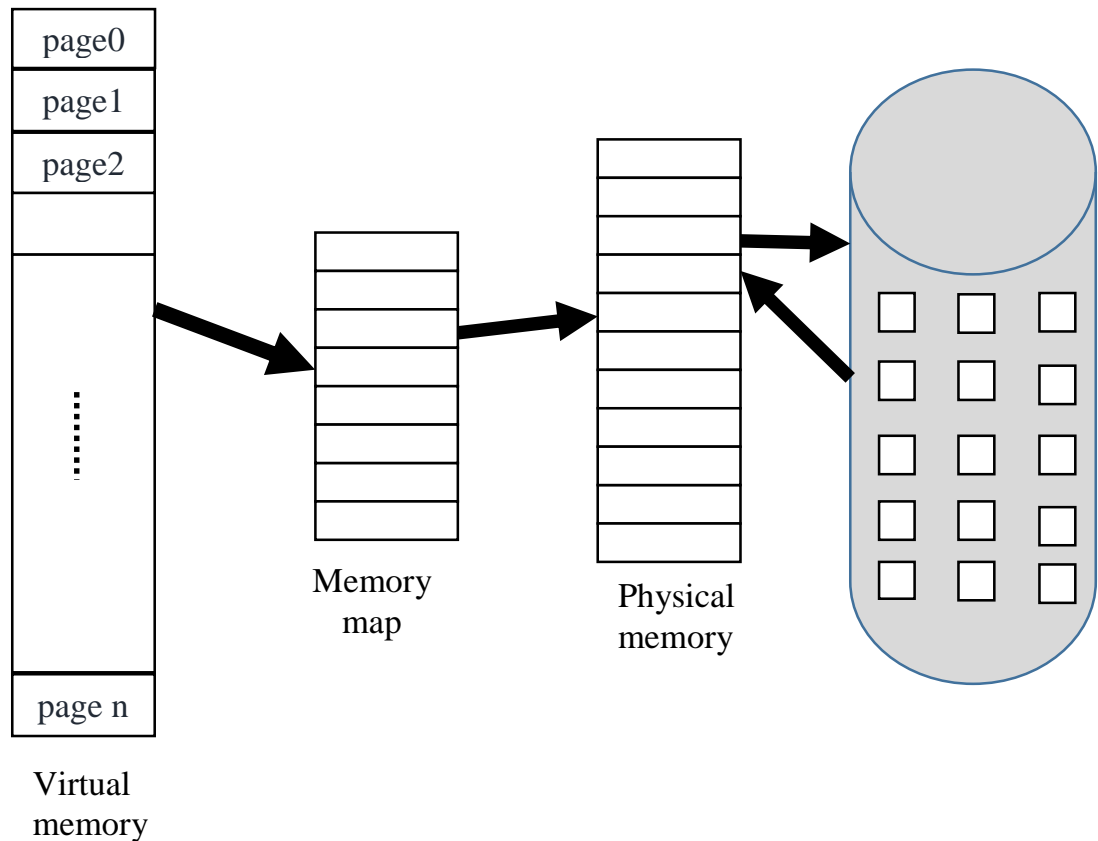 page0
page1
page2
page n
Virtual
memory
Memory
map
Physical
memory